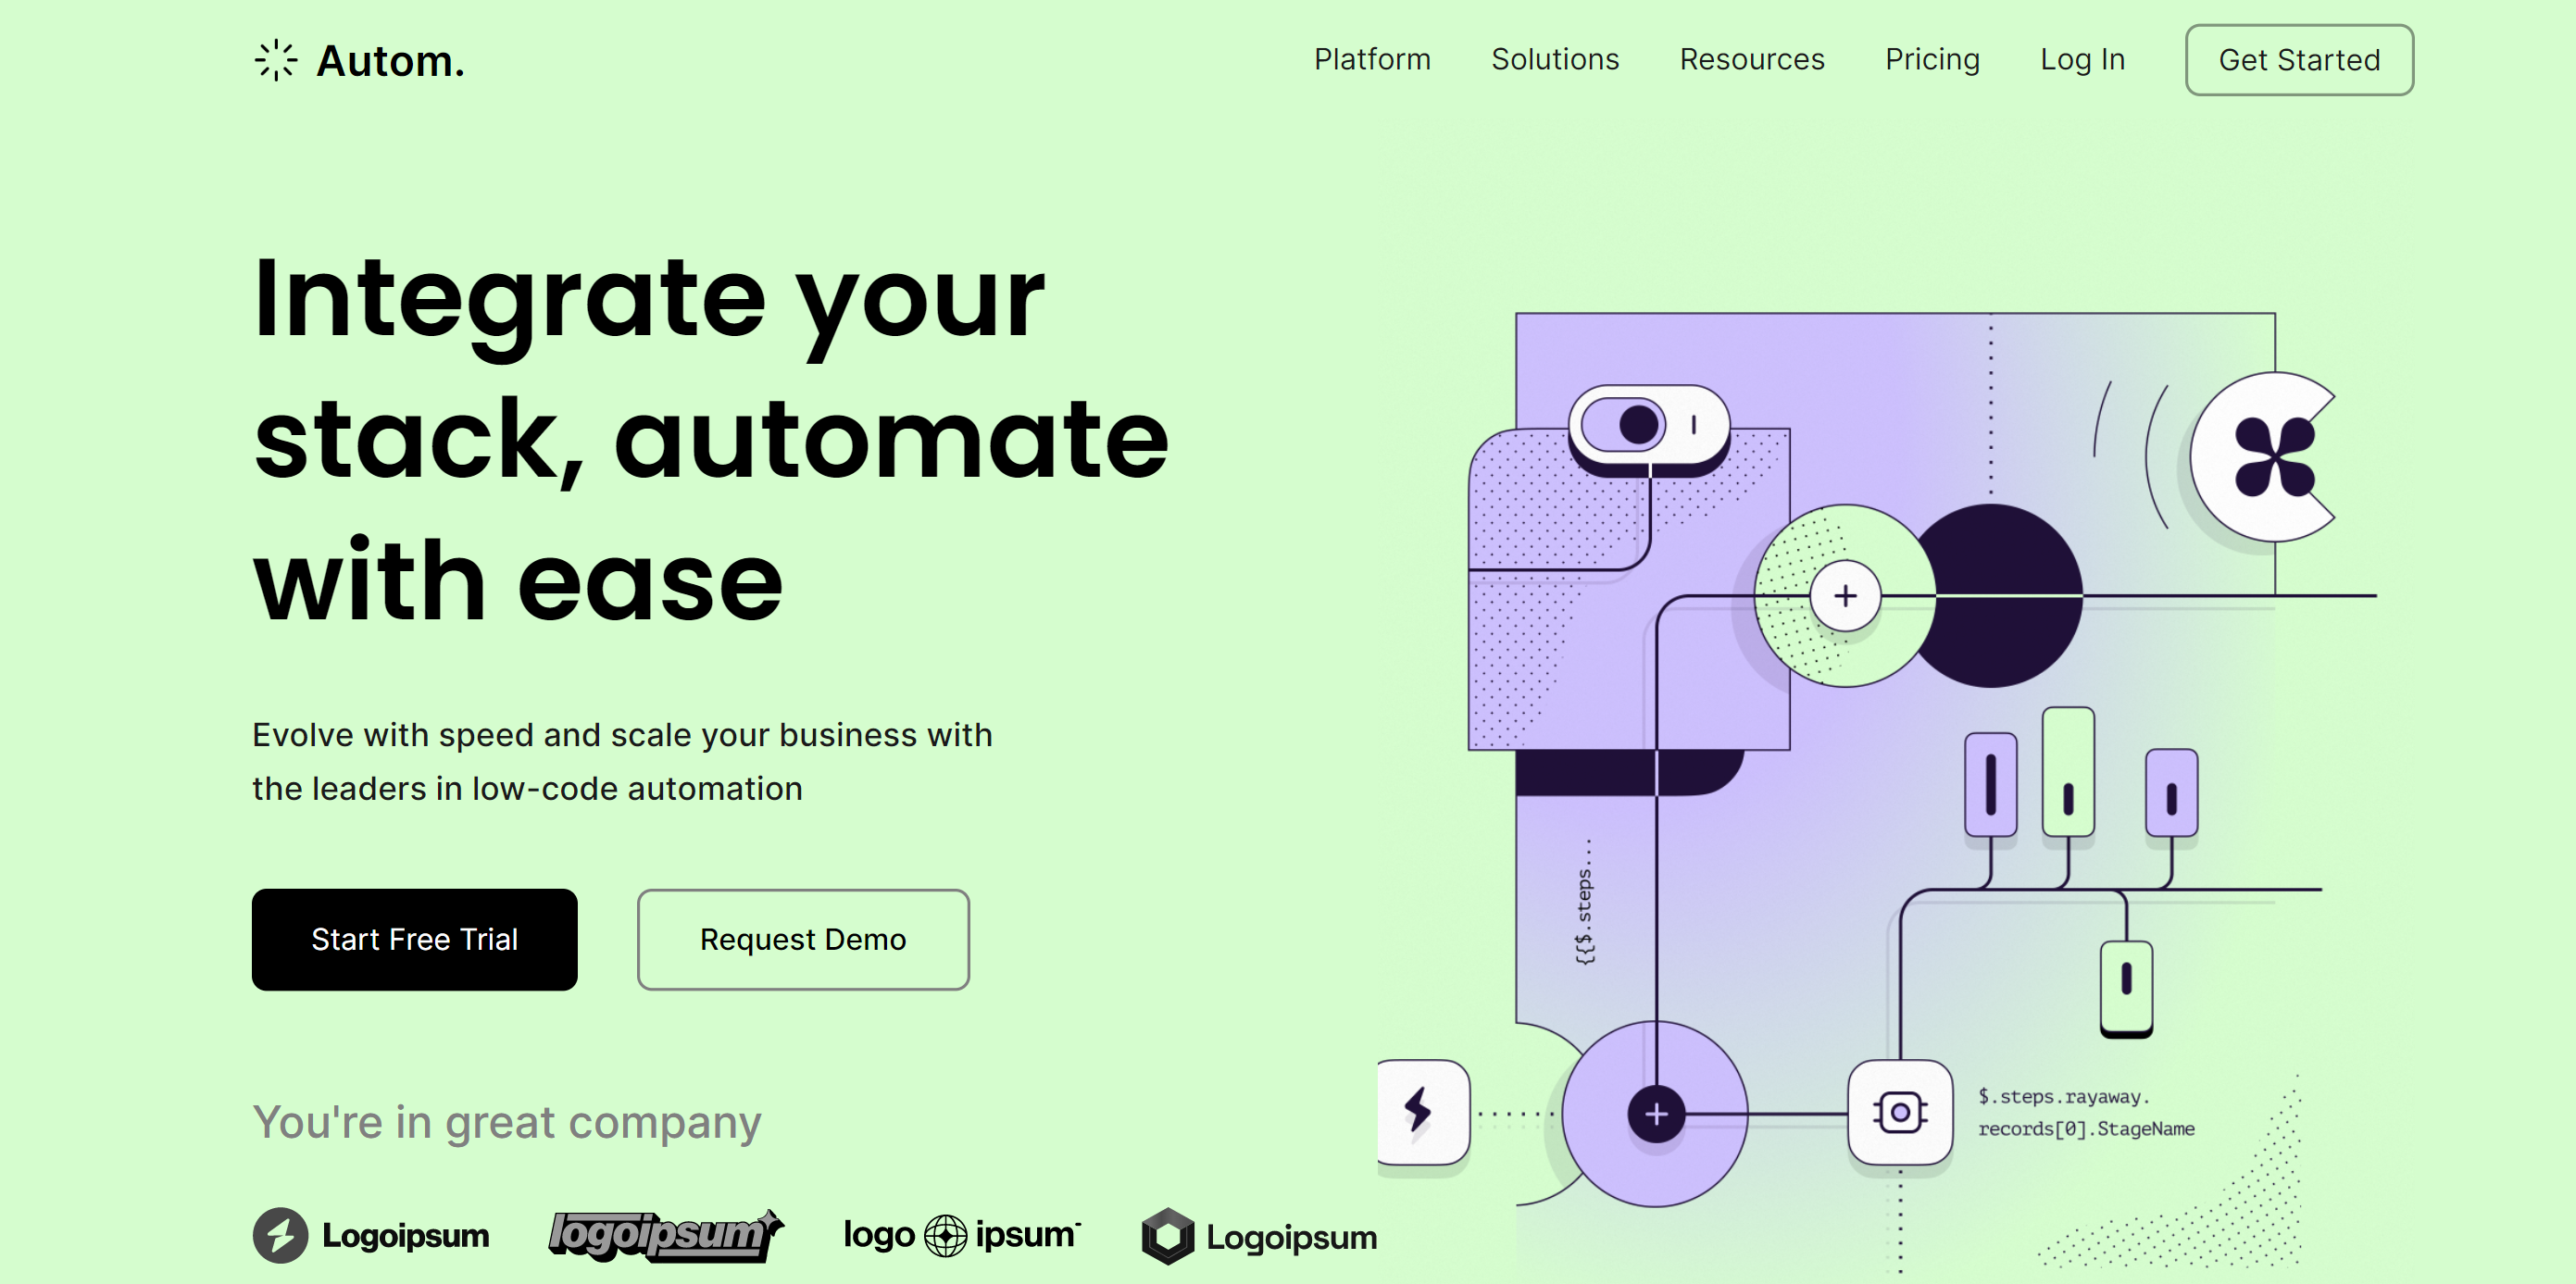 Autom.
Platform
Solutions
Resources
Pricing
Log In
Get Started
Integrate your
stack, automate
with ease
Evolve with speed and scale your business with
the leaders in low-code automation
Start Free Trial
Request Demo
You're in great company
Logoipsum
logoipsum
logo ipsum
Logoipsum
{{$.steps...
$.steps.rayaway.
records[0].StageName